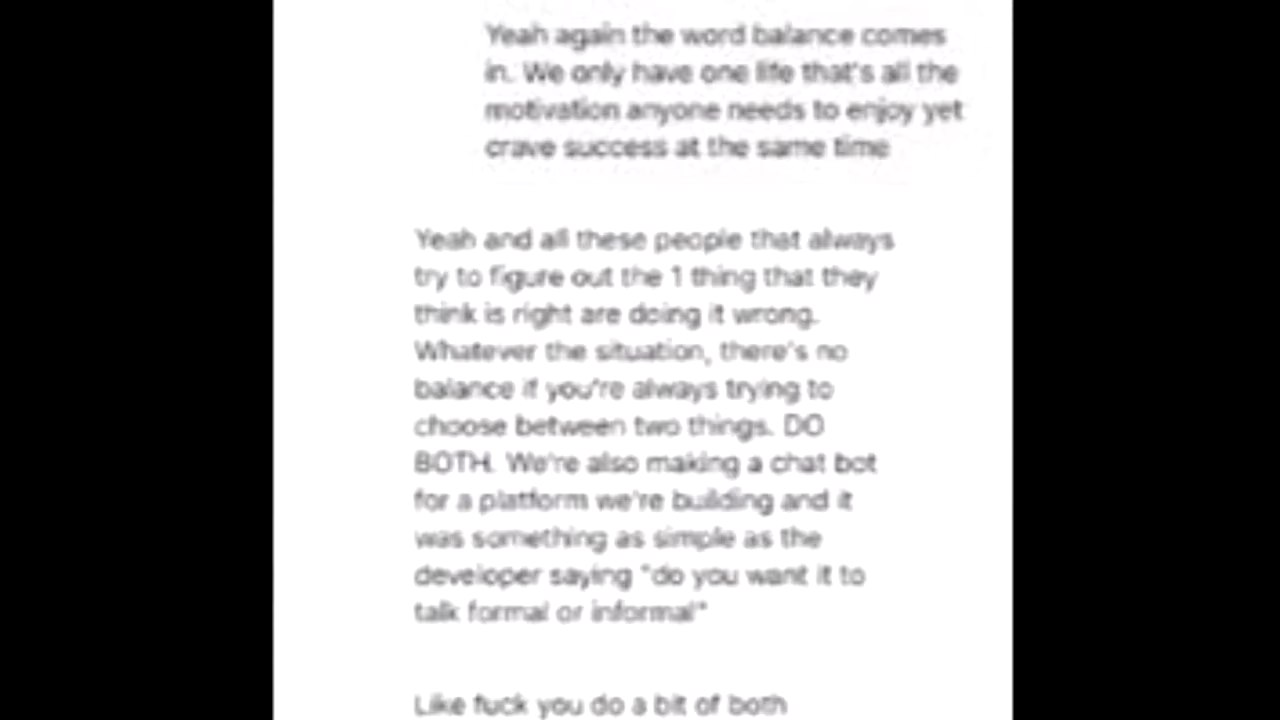 Yeah again the word balance comes
in. We only have one life that's all the
motivation anyone needs to enjoy yet
crave success at the same time
Yeah and all these people that always
try to figure out the 1 thing that they
think is right are doing it wrong.
Whatever the situation, there's no
balance if you're always trying to
choose between two things. DO
BOTH. We're also making a chat bot
for a platform we're building and it
was something as simple as the
developer saying "do you want it to
talk formal or informal"
Like fuck you do a bit of both